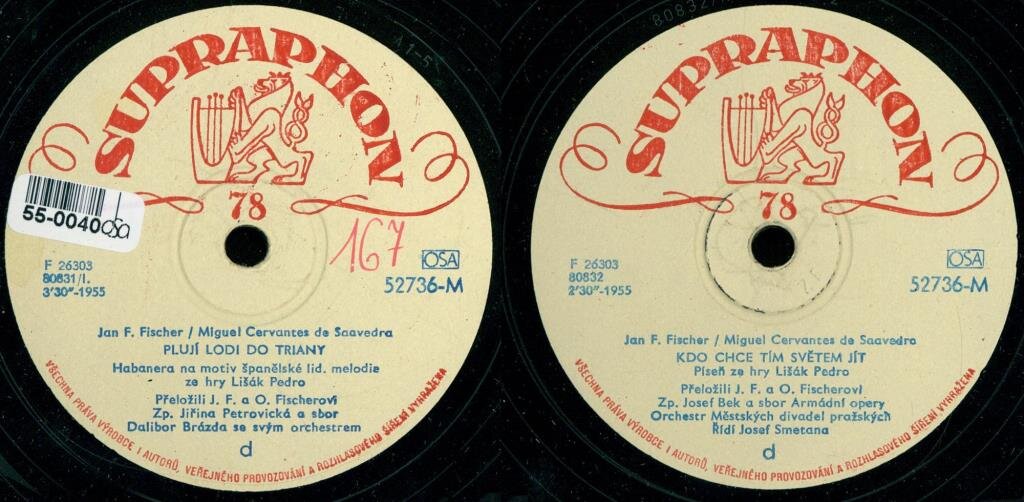 SUPRAPHON
78
55-0040
167
OSA
F 26303
80831/I.
3'30"-1955
52736-M
Jan F. Fischer / Miguel Cervantes de Saavedra
PLUJÍ LODI DO TRIANY
Habanera na motiv španělské lid. melodie
ze hry Lišák Pedro
Přeložili J. F. a O. Fischerovi
Zp. Jiřina Petrovická a sbor
Dalibor Brázda se svým orchestrem
d
VŠECHNA PRÁVA VÝROBCE I AUTORŮ, VEŘEJNÉHO PROVOZOVÁNÍ A ROZHLASOVÉHO ŠÍŘENÍ VYHRAŽENA
80832
SUPRAPHON
78
OSA
F 26303
80832
2'30"-1955
52736-M
Jan F. Fischer / Miguel Cervantes de Saavedra
KDO CHCE TÍM SVĚTEM JÍT
Píseň ze hry Lišák Pedro
Přeložili J. F. a O. Fischerovi
Zp. Josef Bek a sbor Armádní opery
Orchestr Městských divadel pražských
Řídí Josef Smetana
d
VŠECHNA PRÁVA VÝROBCE I AUTORŮ, VEŘEJNÉHO PROVOZOVÁNÍ A ROZHLASOVÉHO ŠÍŘENÍ VYHRAŽENA